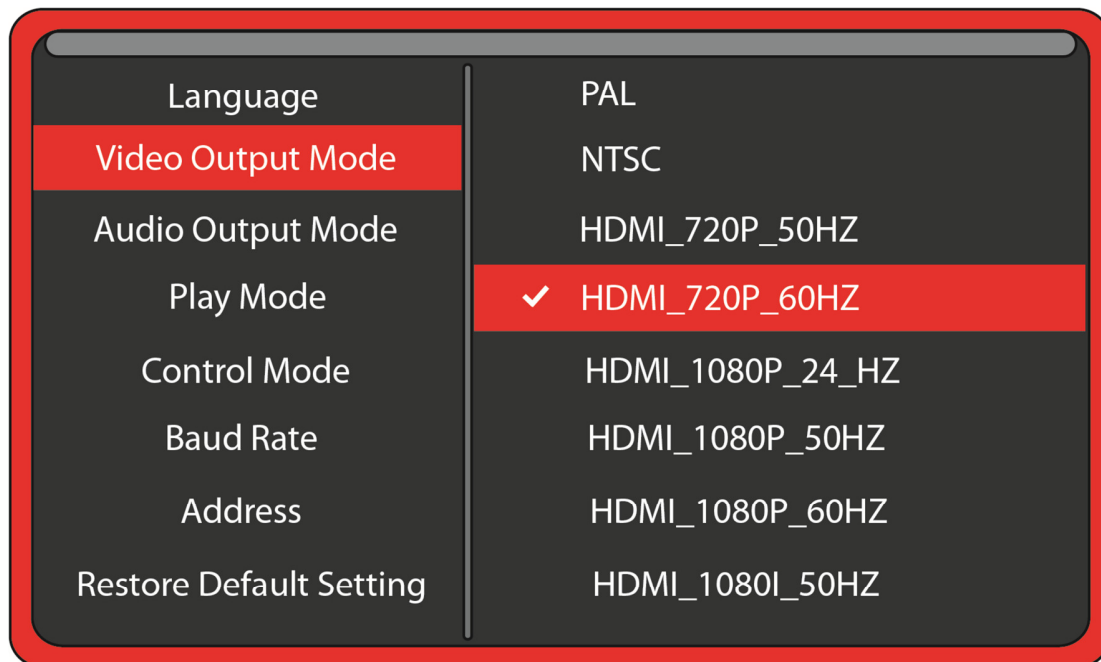 Language
Video Output Mode
Audio Output Mode
Play Mode
Control Mode
Baud Rate
Address
Restore Default Setting
PAL
NTSC
HDMI_720P_50HZ
HDMI_720P_60HZ
HDMI_1080P_24_HZ
HDMI_1080P_50HZ
HDMI_1080P_60HZ
HDMI_1080I_50HZ